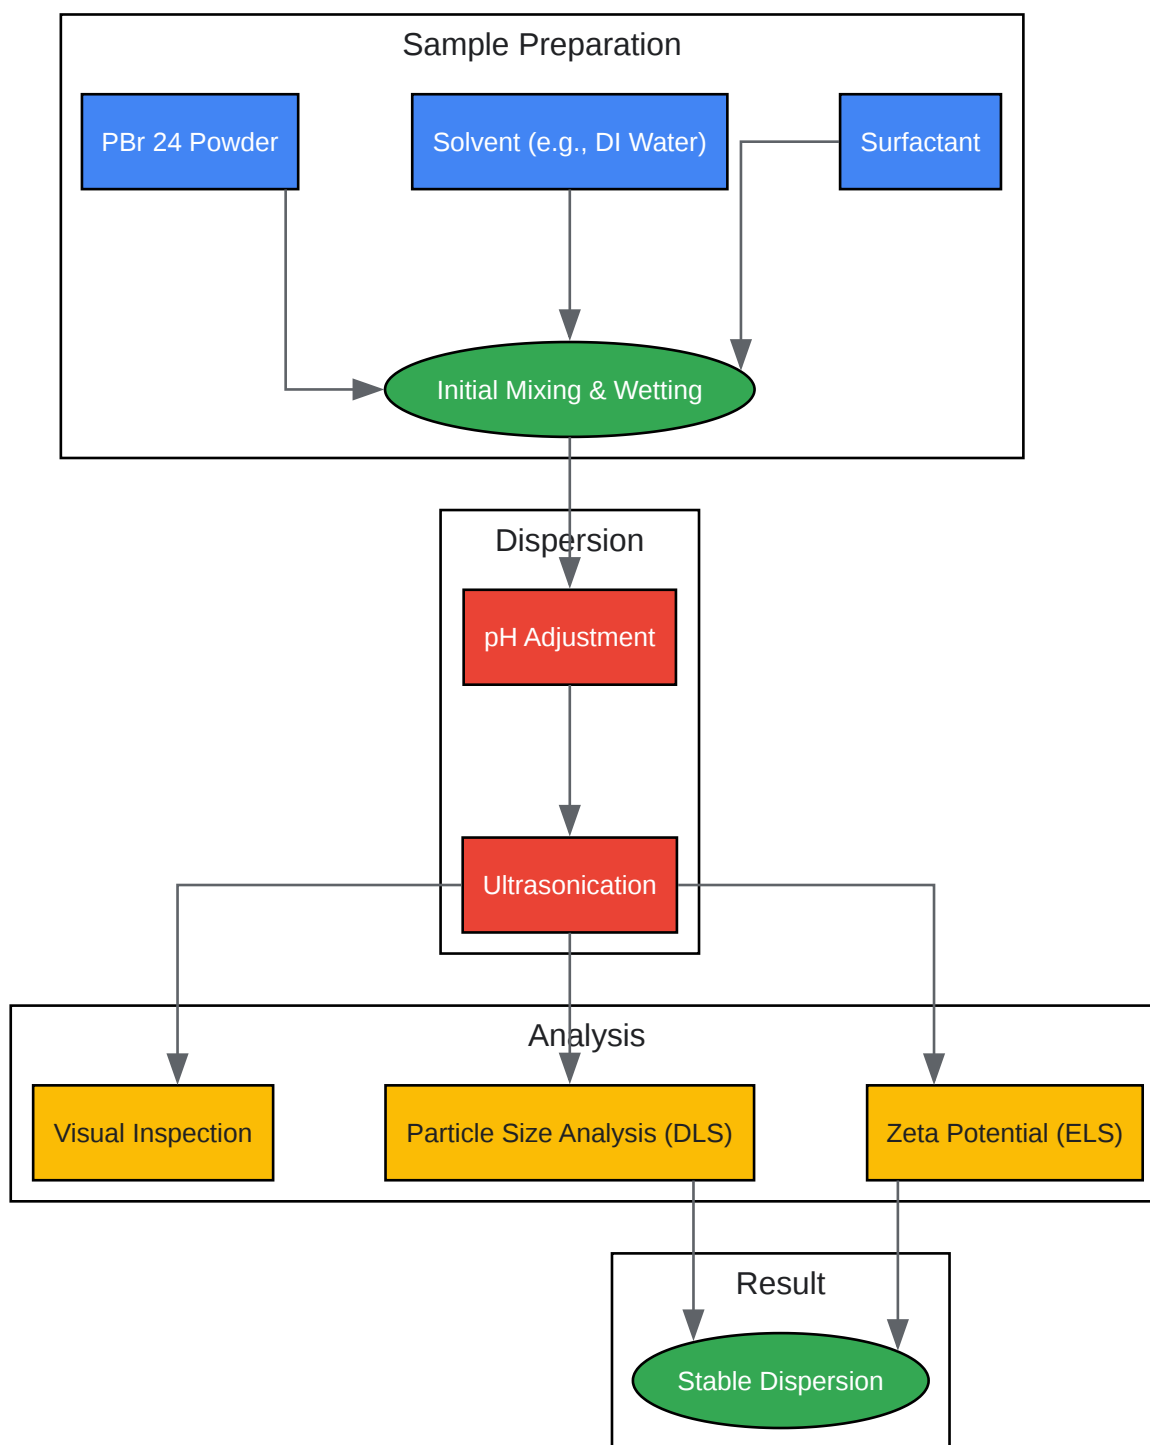 Sample Preparation
PBr 24 Powder
Solvent (e.g., DI Water)
Surfactant
Initial Mixing & Wetting
Dispersion
pH Adjustment
Ultrasonication
Analysis
Visual Inspection
Particle Size Analysis (DLS)
Zeta Potential (ELS)
Result
Stable Dispersion